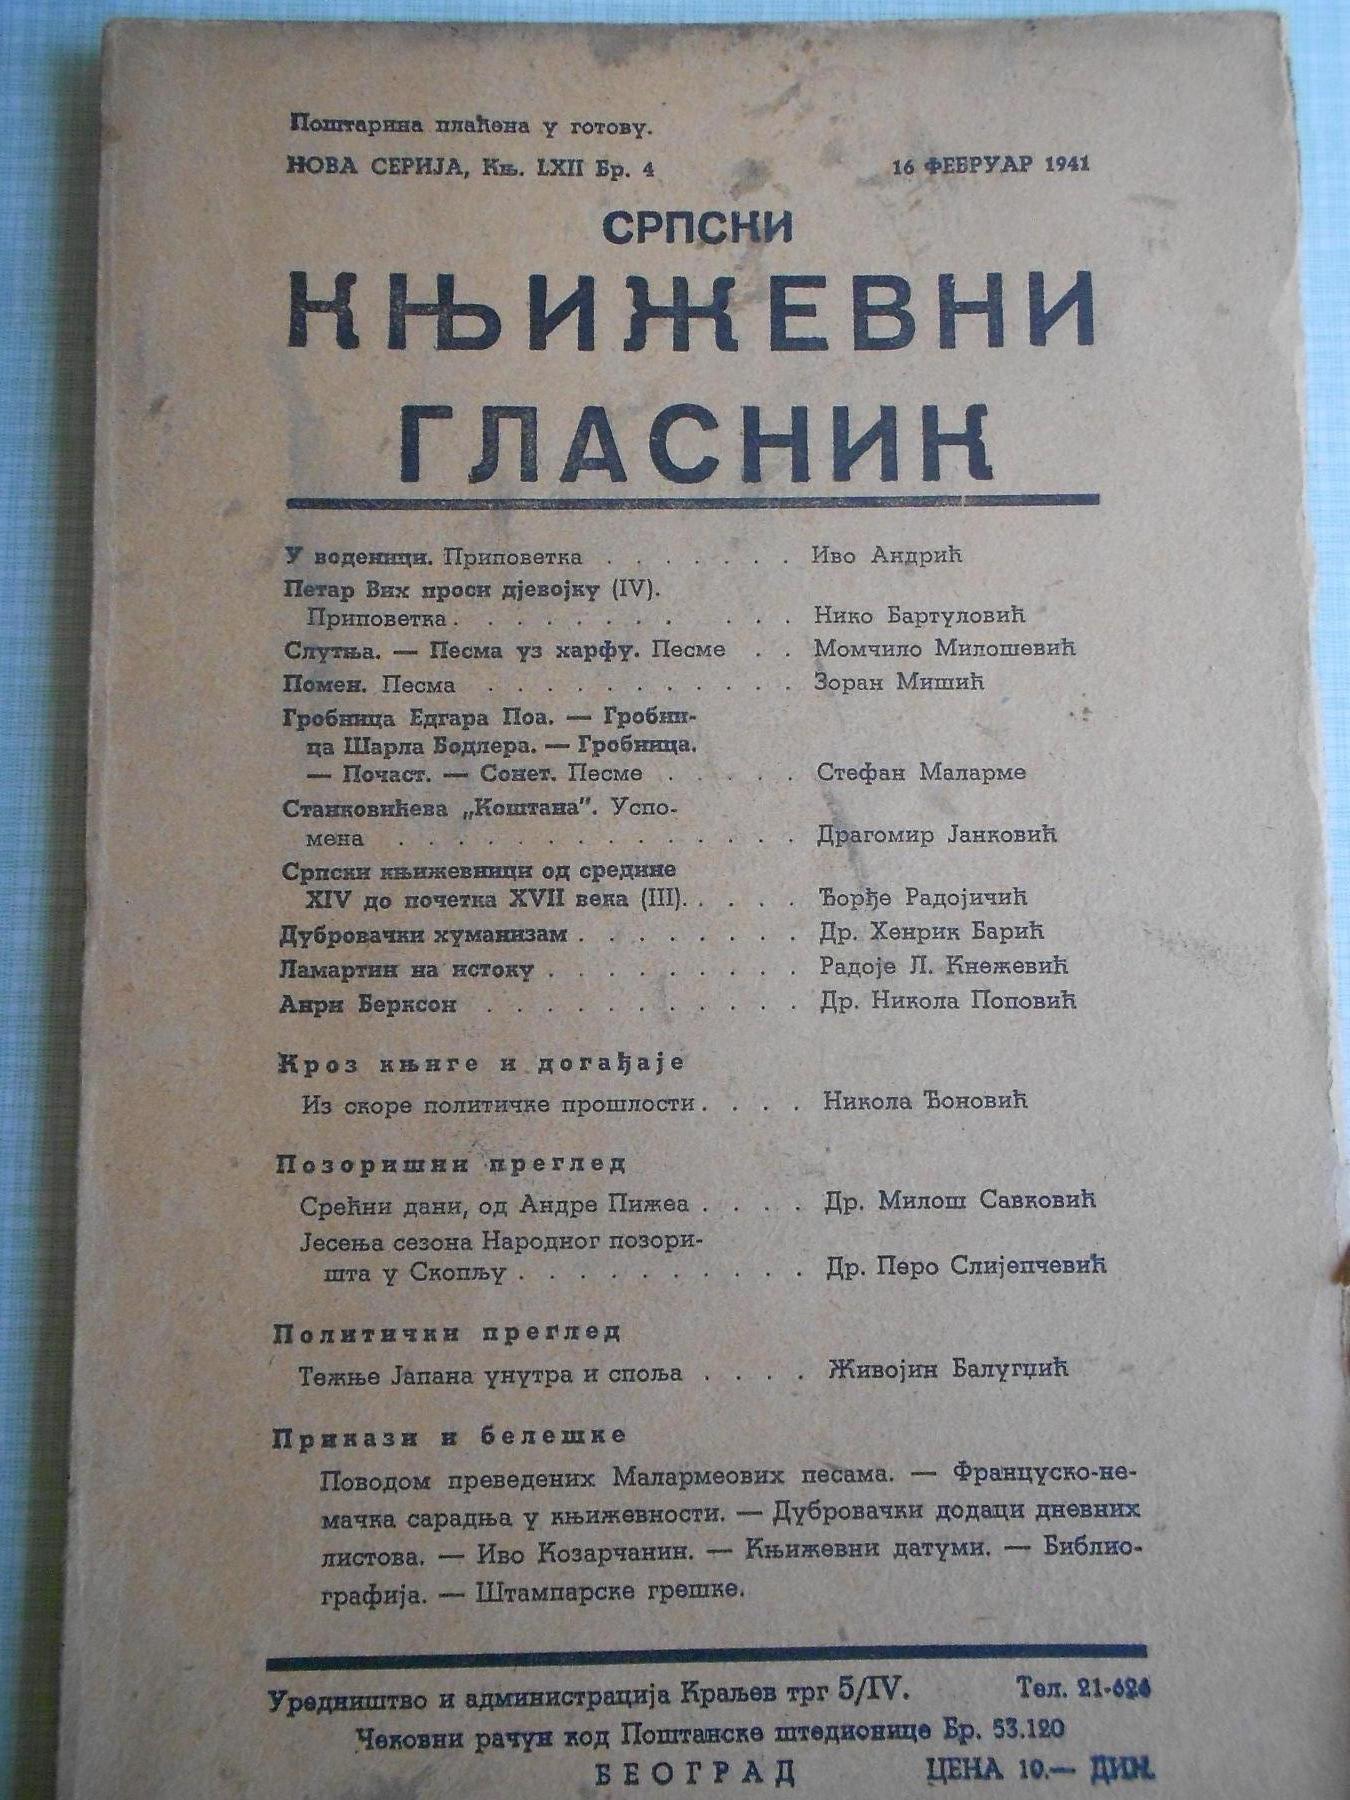 Поштарина плаћена у готову.
НОВА СЕРИЈА, Књ. LXII Бр. 4 16 ФЕБРУАР 1941
СРПСКИ
КЊИЖЕВНИ
ГЛАСНИК
У воденици. Приповетка . . . . . . . Иво Андрић
Петар Вих проси дјевојку (IV).
Приповетка. . . . . . . . . . . Нико Бартуловић
Слутња. — Песма уз харфу. Песме . . Момчило Милошевић
Помен. Песма . . . . . . . . . . . Зоран Мишић
Гробница Едгара Поа. — Гробни-
ца Шарла Бодлера. — Гробница.
— Почаст. — Сонет. Песме . . . . . Стефан Маларме
Станковићева „Коштана”. Успо-
мена . . . . . . . . . . . . . . Драгомир Јанковић
Српски књижевници од средине
XIV до почетка XVII века (III). . . . . Ђорђе Радојичић
Дубровачки хуманизам . . . . . . . . Др. Хенрик Барић
Ламартин на истоку . . . . . . . . . Радоје Л. Кнежевић
Анри Берксон . . . . . . . . . . . Др. Никола Поповић
Кроз књиге и догађаје
Из скоре политичке прошлости. . . . Никола Ђоновић
Позоришни преглед
Срећни дани, од Андре Пижеа . . . . Др. Милош Савковић
Јесења сезона Народног позори-
шта у Скопљу . . . . . . . . . . Др. Перо Слијепчевић
Политички преглед
Тежње Јапана унутра и споља . . . . Живојин Балугџић
Прикази и белешке
Поводом преведених Малармеових песама. — Француско-не-
мачка сарадња у књижевности. — Дубровачки додаци дневних
листова. — Иво Козарчанин. — Књижевни датуми. — Библио-
графија. — Штампарске грешке.
Уредништво и администрација Краљев трг 5/IV. Тел. 21-626
Чековни рачун код Поштанске штедионице Бр. 53.120
БЕОГРАД ЦЕНА 10.— ДИН.